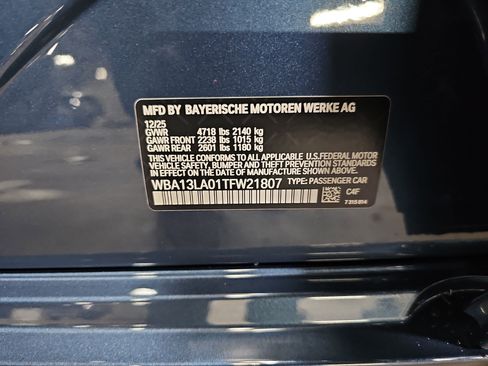 MFD BY BAYERISCHE MOTOREN WERKE AG
12/25
GVWR 4718 lbs 2140 kg
GAWR FRONT 2238 lbs 1015 kg
GAWR REAR 2601 lbs 1180 kg
THIS VEHICLE CONFORMS TO ALL APPLICABLE U.S.FEDERAL MOTOR
VEHICLE SAFETY, BUMPER AND THEFT PREVENTION STANDARDS
IN EFFECT ON THE DATE OF MANUFACTURE SHOWN ABOVE.
WBA13LA01TFW21807 TYPE: PASSENGER CAR
C4F
7315814